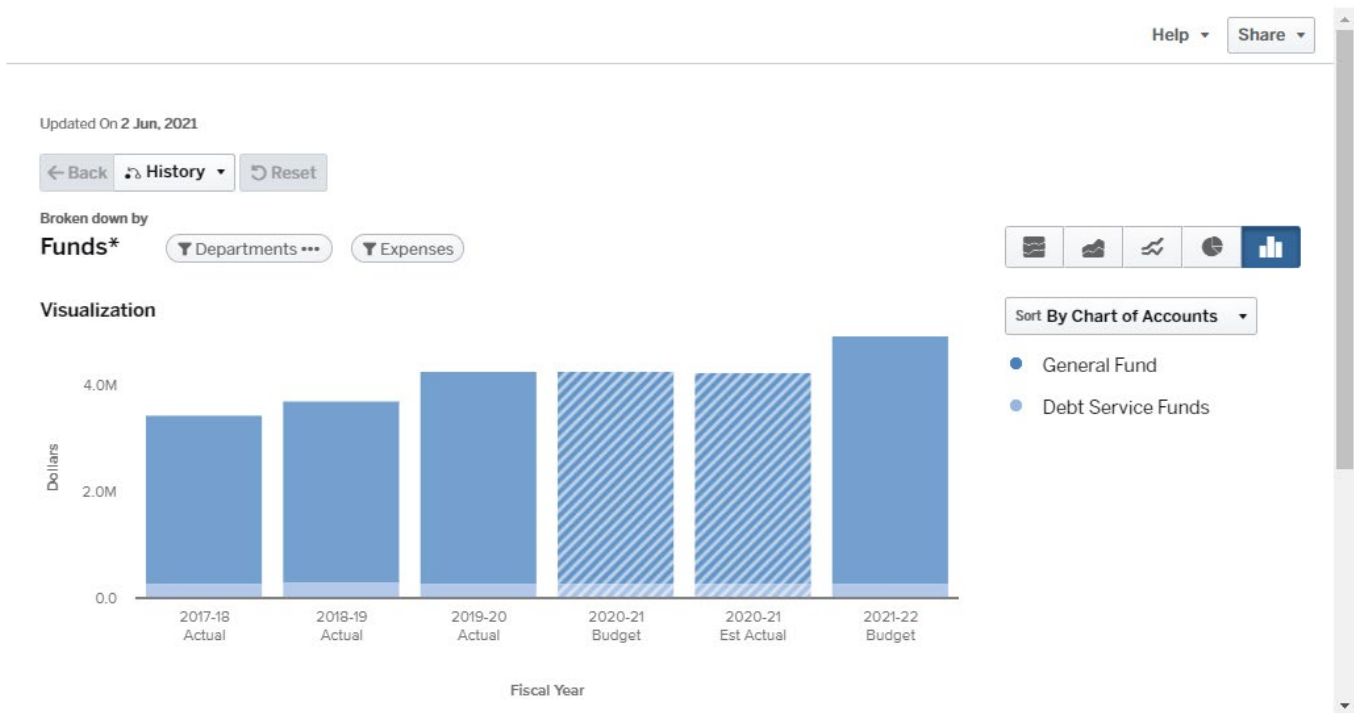 Help
Share
Updated On 2 Jun, 2021
Back
History
Reset
Broken down by
Funds*
Departments •••
Expenses
Visualization
Sort By Chart of Accounts
General Fund
Debt Service Funds
Dollars
4.0M
2.0M
0.0
2017-18 Actual
2018-19 Actual
2019-20 Actual
2020-21 Budget
2020-21 Est Actual
2021-22 Budget
Fiscal Year